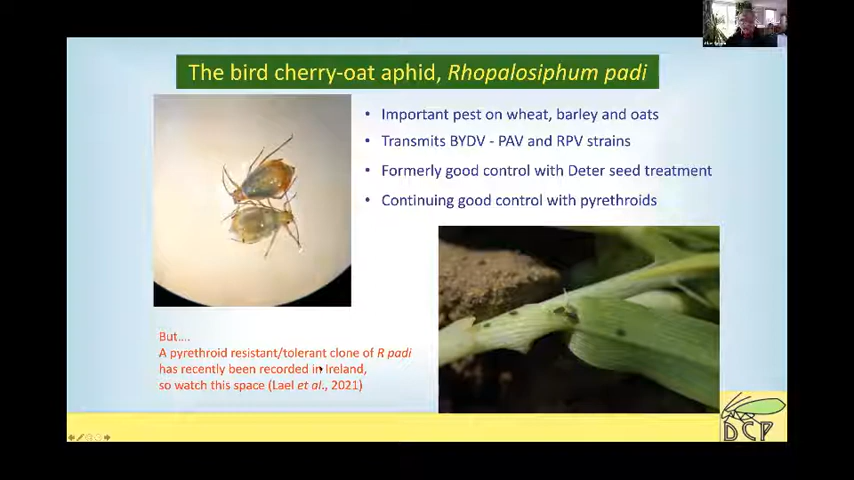 The bird cherry-oat aphid, Rhopalosiphum padi
• Important pest on wheat, barley and oats
• Transmits BYDV - PAV and RPV strains
• Formerly good control with Deter seed treatment
• Continuing good control with pyrethroids
But....
A pyrethroid resistant/tolerant clone of R padi
has recently been recorded in Ireland,
so watch this space (Lael et al., 2021)
DCP